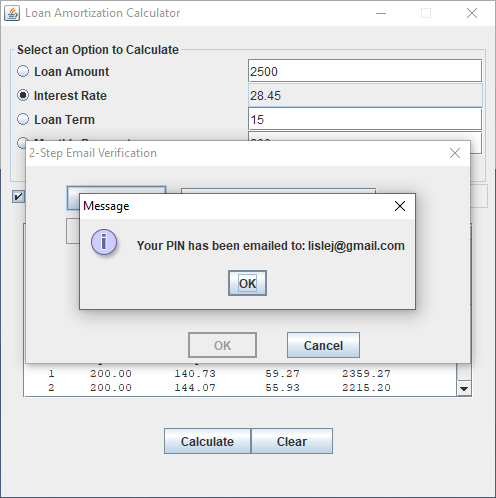 Loan Amortization Calculator
Select an Option to Calculate
Loan Amount 2500
Interest Rate 28.45
Loan Term 15
2-Step Email Verification
Message
Your PIN has been emailed to: lislej@gmail.com
OK
OK Cancel
1 200.00 140.73 59.27 2359.27
2 200.00 144.07 55.93 2215.20
Calculate Clear